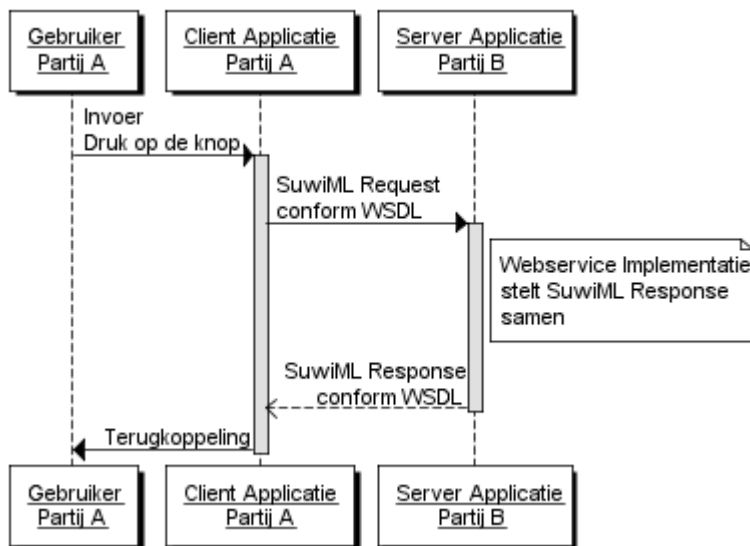 Gebruiker
Partij A
Client Applicatie
Partij A
Server Applicatie
Partij B
Invoer
Druk op de knop
SuwiML Request
conform WSDL
Webservice Implementatie
stelt SuwiML Response
samen
SuwiML Response
conform WSDL
Terugkoppeling
Gebruiker
Partij A
Client Applicatie
Partij A
Server Applicatie
Partij B